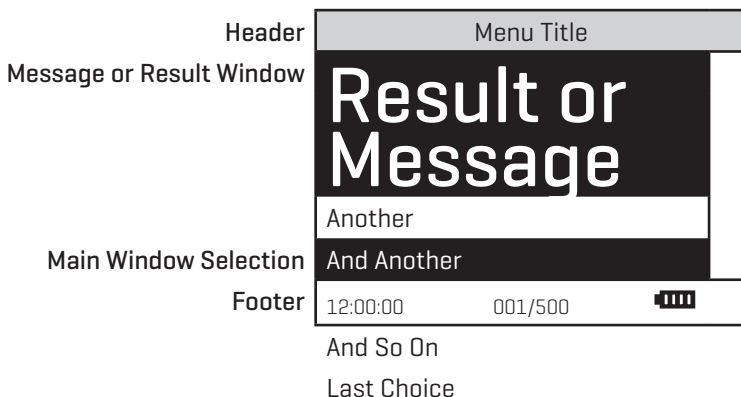 Header
Menu Title
Message or Result Window
Result or
Message
Another
Main Window Selection
And Another
Footer
12:00:00 001/500
And So On
Last Choice